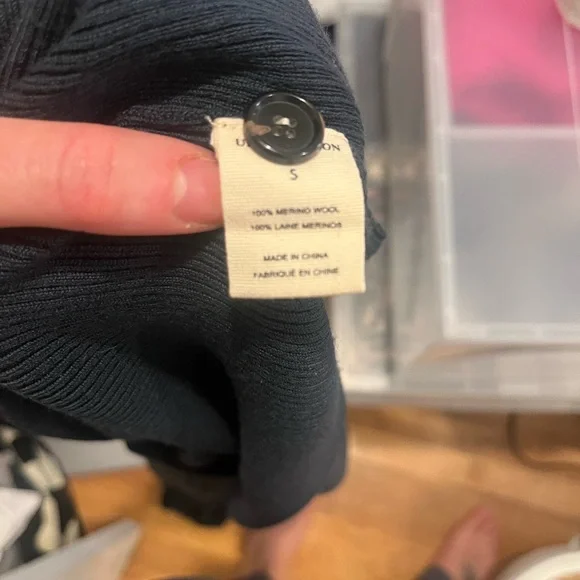 S
100% MERINO WOOL
100% LAINE MERINOS
MADE IN CHINA
FABRIQUÉ EN CHINE